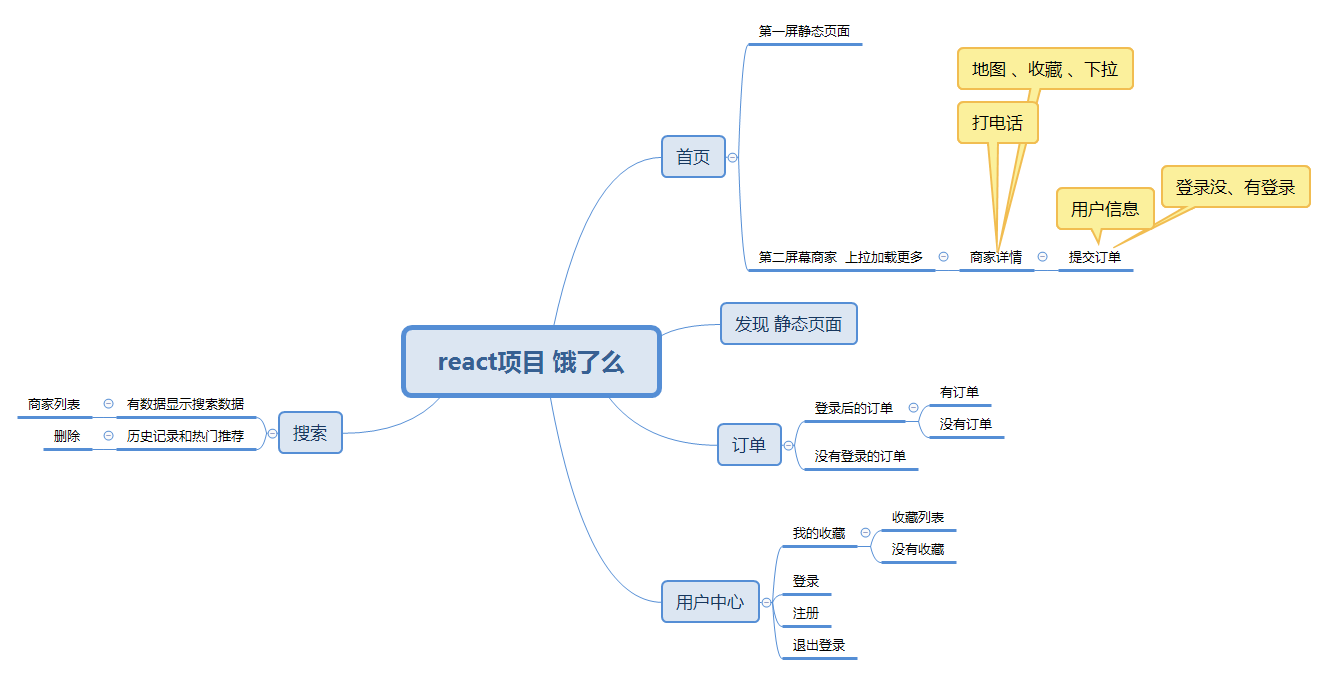 第一屏静态页面
地图 、收藏 、下拉
打电话
首页
登录没、有登录
用户信息
第二屏幕商家 上拉加载更多
商家详情
提交订单
发现 静态页面
react项目 饿了么
商家列表
有数据显示搜索数据
删除
历史记录和热门推荐
搜索
订单
登录后的订单
有订单
没有订单
没有登录的订单
用户中心
我的收藏
收藏列表
没有收藏
登录
注册
退出登录